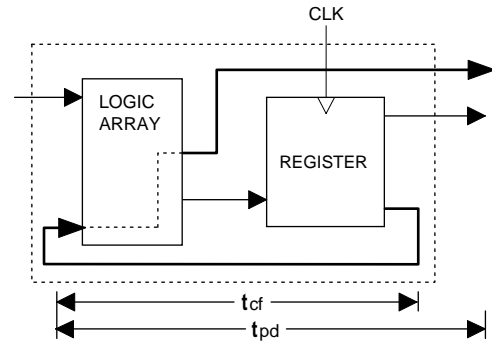 CLK
LOGIC
ARRAY
REGISTER
tcf
tpd